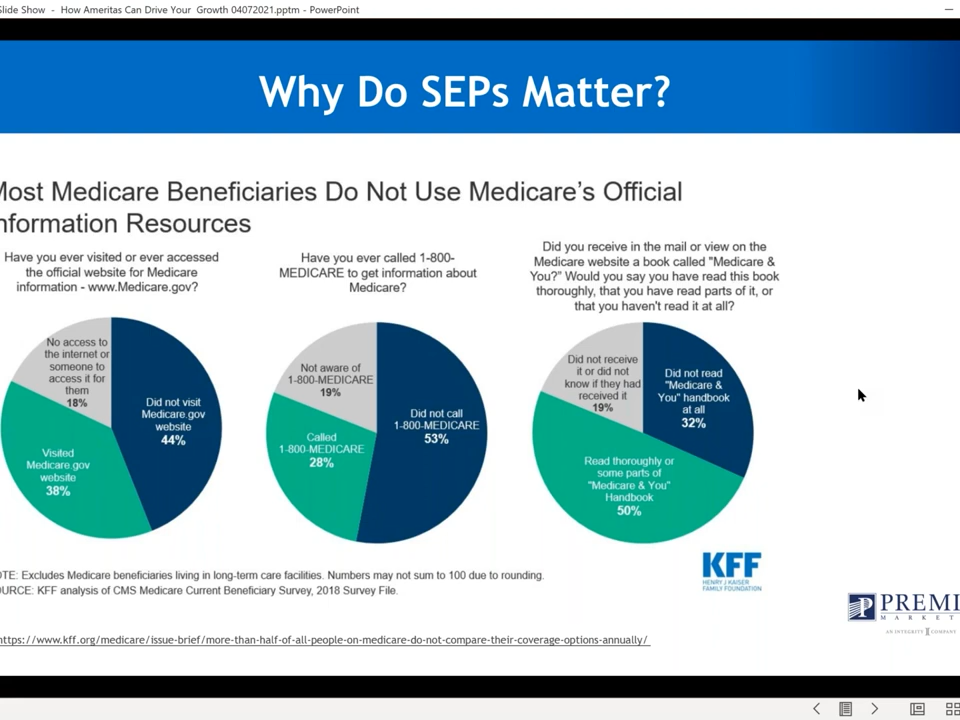 Slide Show - How Ameritas Can Drive Your Growth 04072021.pptm - PowerPoint
Why Do SEPs Matter?
Most Medicare Beneficiaries Do Not Use Medicare's Official
Information Resources
Have you ever visited or ever accessed
the official website for Medicare
information - www.Medicare.gov?
No access to
the internet or
someone to
access it for
them
18%
Did not visit
Medicare.gov
website
44%
Visited
Medicare.gov
website
38%
Have you ever called 1-800-
MEDICARE to get information about
Medicare?
Not aware of
1-800-MEDICARE
19%
Did not call
1-800-MEDICARE
53%
Called
1-800-MEDICARE
28%
Did you receive in the mail or view on the
Medicare website a book called "Medicare &
You?" Would you say you have read this book
thoroughly, that you have read parts of it, or
that you haven't read it at all?
Did not receive
it or did not
know if they had
received it
19%
Did not read
"Medicare &
You" handbook
at all
32%
Read thoroughly or
some parts of
"Medicare & You"
Handbook
50%
OTE: Excludes Medicare beneficiaries living in long-term care facilities. Numbers may not sum to 100 due to rounding.
OURCE: KFF analysis of CMS Medicare Current Beneficiary Survey, 2018 Survey File.
KFF
HENRY J KAISER
FAMILY FOUNDATION
https://www.kff.org/medicare/issue-brief/more-than-half-of-all-people-on-medicare-do-not-compare-their-coverage-options-annually/
PREMI
MARKET
AN INTEGRITY COMPANY